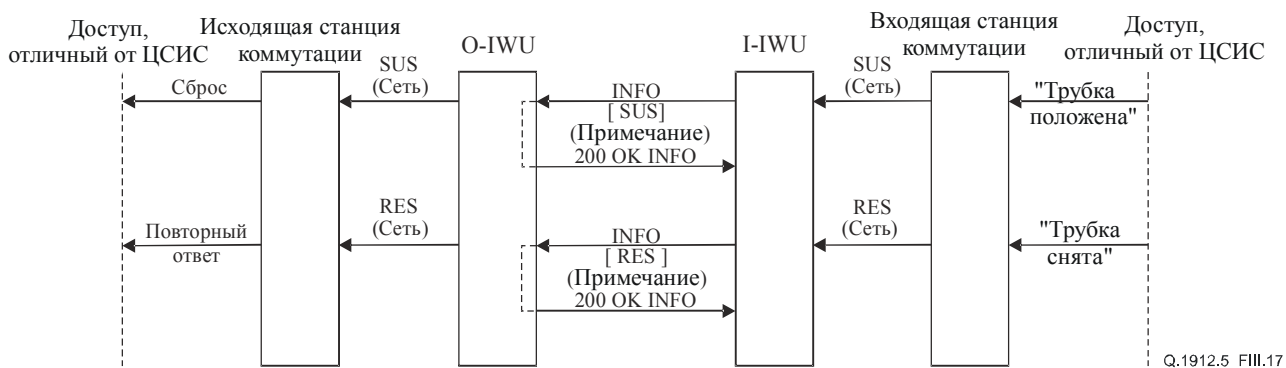 Доступ,
отличный от ЦСИС
Исходящая станция
коммутации
O-IWU
I-IWU
Входящая станция
коммутации
Доступ,
отличный от ЦСИС
Сброс
SUS
(Сеть)
INFO
[ SUS]
(Примечание)
200 OK INFO
SUS
(Сеть)
"Трубка
положена"
Повторный
ответ
RES
(Сеть)
INFO
[ RES ]
(Примечание)
200 OK INFO
RES
(Сеть)
"Трубка
снята"
Q.1912.5_FIII.17